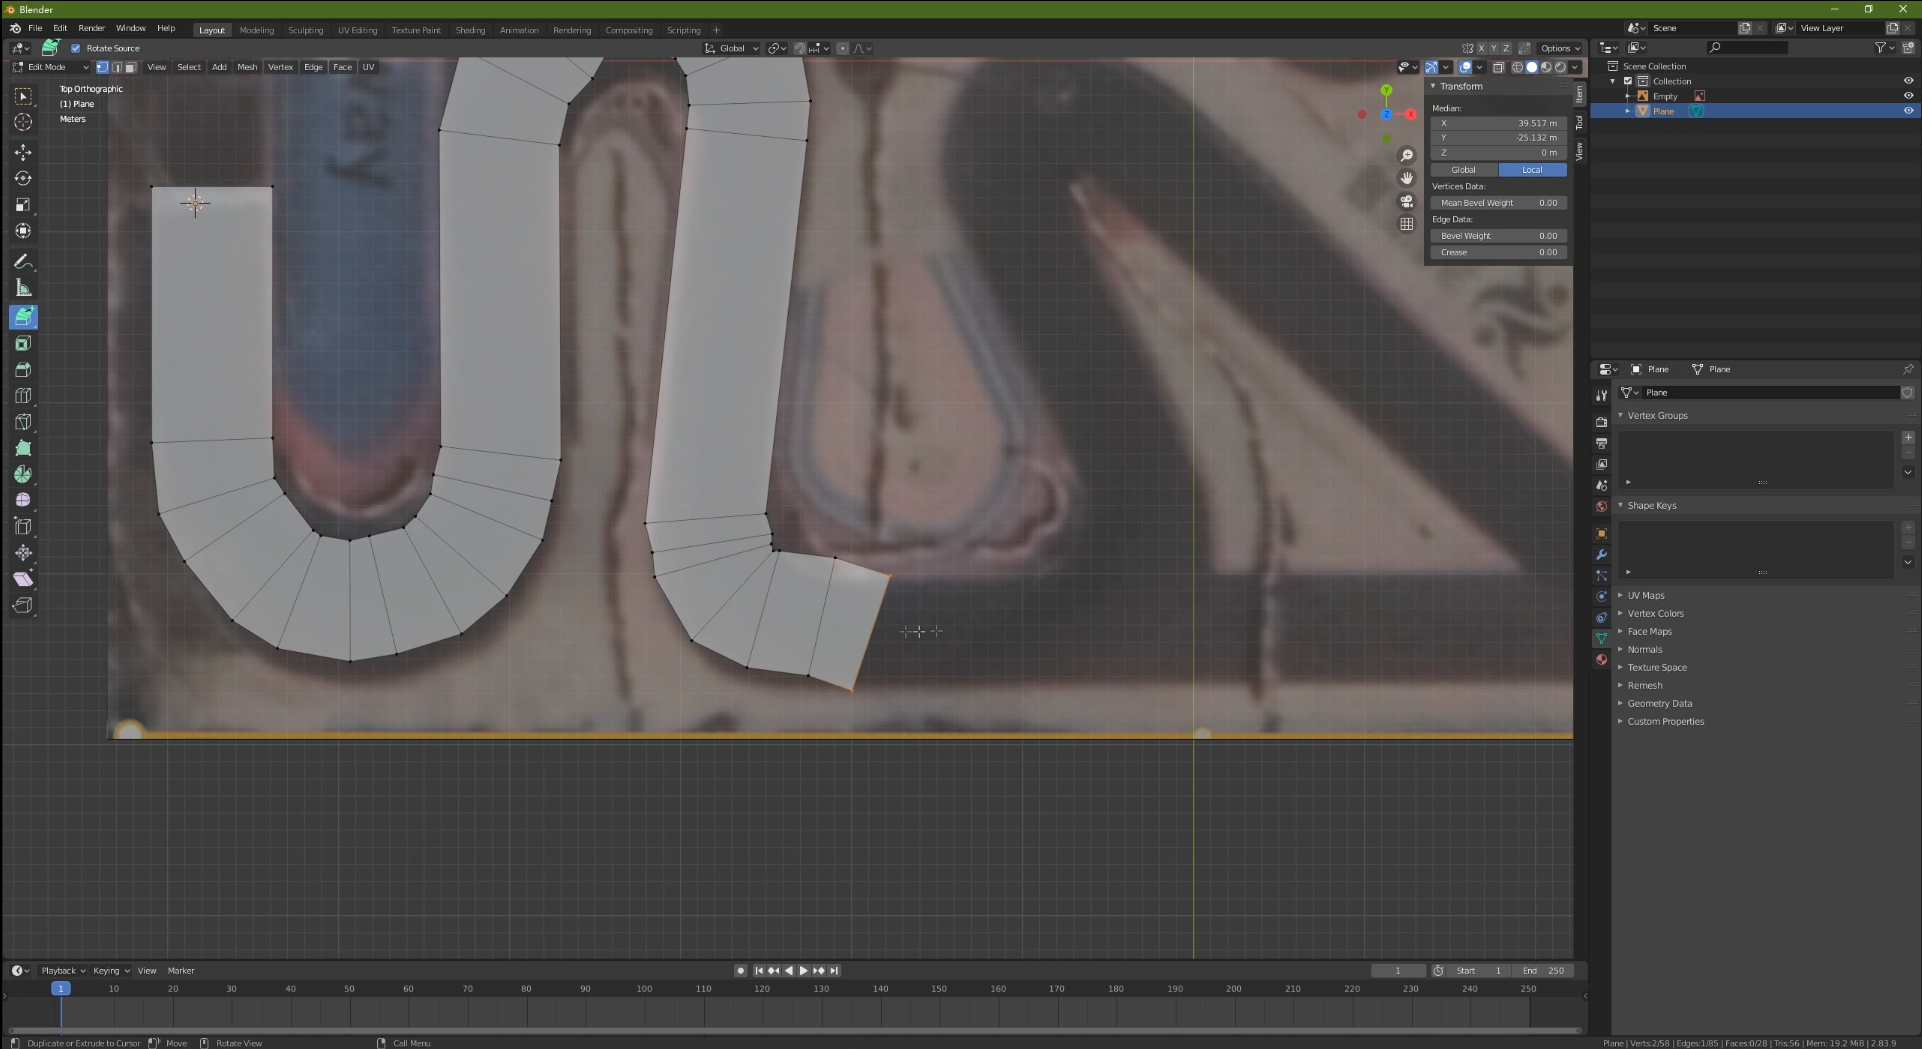 Blender
File Edit Render Window Help Layout Modeling Sculpting UV Editing Texture Paint Shading Animation Rendering Compositing Scripting + Scene View Layer
Rotate Source Global X Y Z Options
Edit Mode View Select Add Mesh Vertex Edge Face UV
Top Orthographic
(1) Plane
Meters
Y
Z
X
Transform
Median:
X 39.517 m
Y -25.132 m
Z 0 m
Global Local
Vertices Data:
Mean Bevel Weight 0.00
Edge Data:
Bevel Weight 0.00
Crease 0.00
Item
Tool
View
Scene Collection
Collection
Empty
Plane
Plane Plane
Plane
Vertex Groups
Shape Keys
UV Maps
Vertex Colors
Face Maps
Normals
Texture Space
Remesh
Geometry Data
Custom Properties
Playback Keying View Marker 1 Start 1 End 250
1 10 20 30 40 50 60 70 80 90 100 110 120 130 140 150 160 170 180 190 200 210 220 230 240 250
Duplicate or Extrude to Cursor Move Rotate View Call Menu Plane | Verts:2/58 | Edges:1/85 | Faces:0/28 | Tris:56 | Mem: 19.2 MiB | 2.83.9